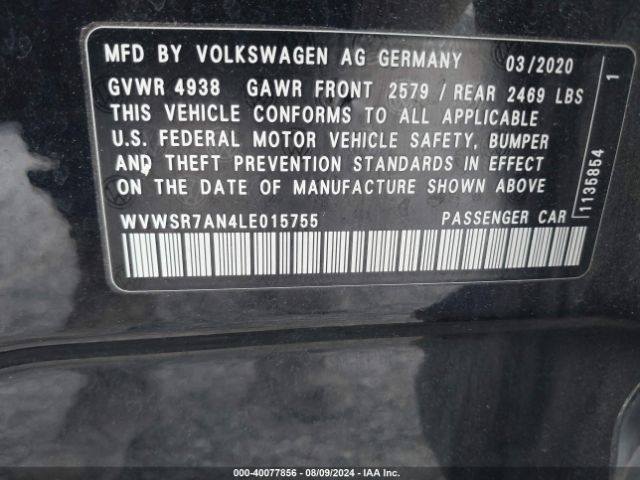 MFD BY VOLKSWAGEN AG GERMANY 03/2020
GVWR 4938 GAWR FRONT 2579 / REAR 2469 LBS
THIS VEHICLE CONFORMS TO ALL APPLICABLE
U.S. FEDERAL MOTOR VEHICLE SAFETY, BUMPER
AND THEFT PREVENTION STANDARDS IN EFFECT
ON THE DATE OF MANUFACTURE SHOWN ABOVE
WVWSR7AN4LE015755 PASSENGER CAR
1135854 1
000-40077856 - 08/09/2024 - IAA Inc.